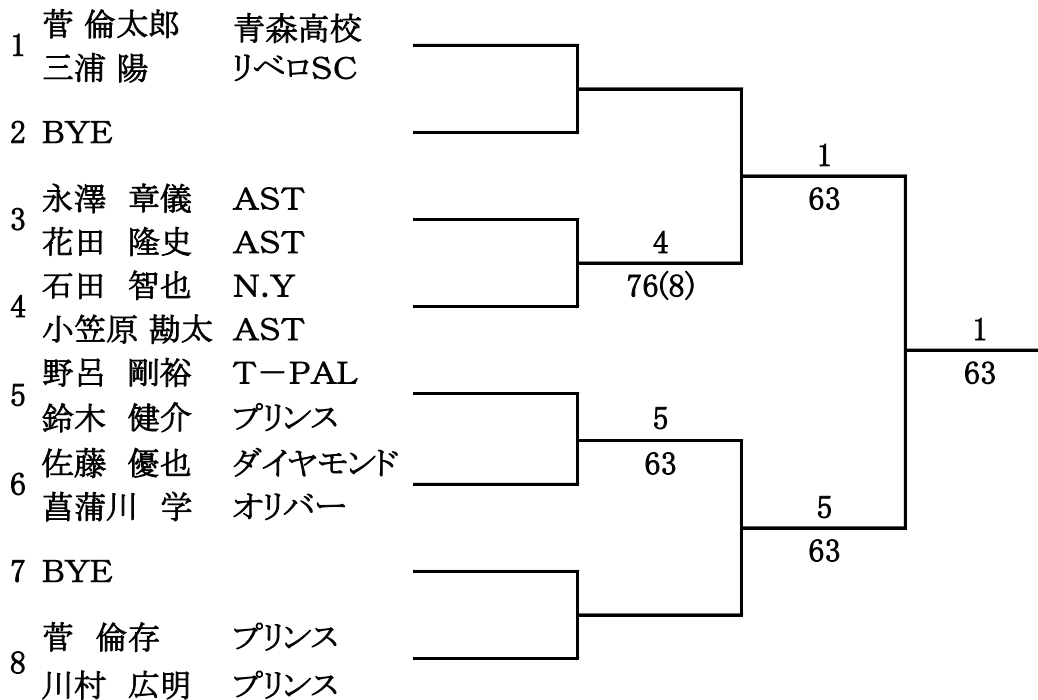 1 菅 倫太郎 青森高校
三浦 陽 リベロSC
2 BYE
1
63
3 永澤 章儀 AST
花田 隆史 AST
4
76(8)
4 石田 智也 N.Y
小笠原 勘太 AST
1
63
5 野呂 剛裕 T－PAL
鈴木 健介 プリンス
5
63
6 佐藤 優也 ダイヤモンド
菖蒲川 学 オリバー
5
63
7 BYE
8 菅 倫存 プリンス
川村 広明 プリンス